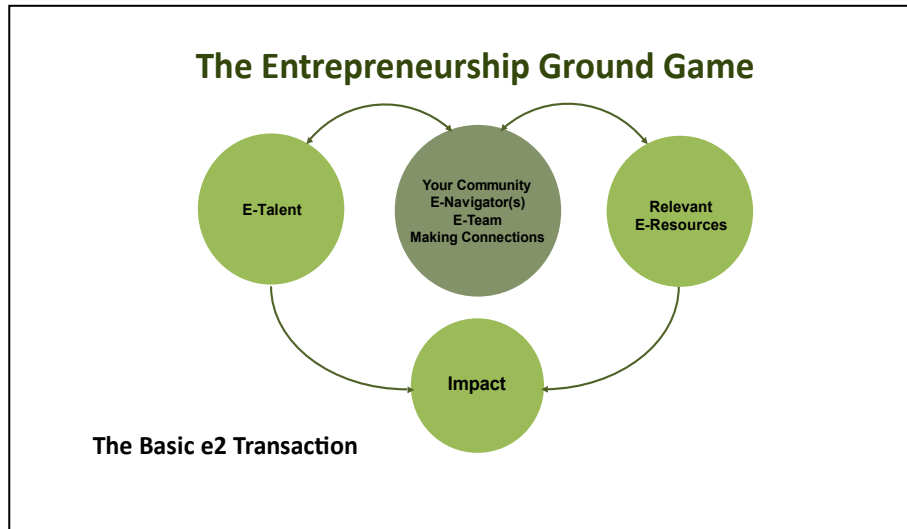 The Entrepreneurship Ground Game
E-Talent
Your Community
E-Navigator(s)
E-Team
Making Connections
Relevant
E-Resources
Impact
The Basic e2 Transaction